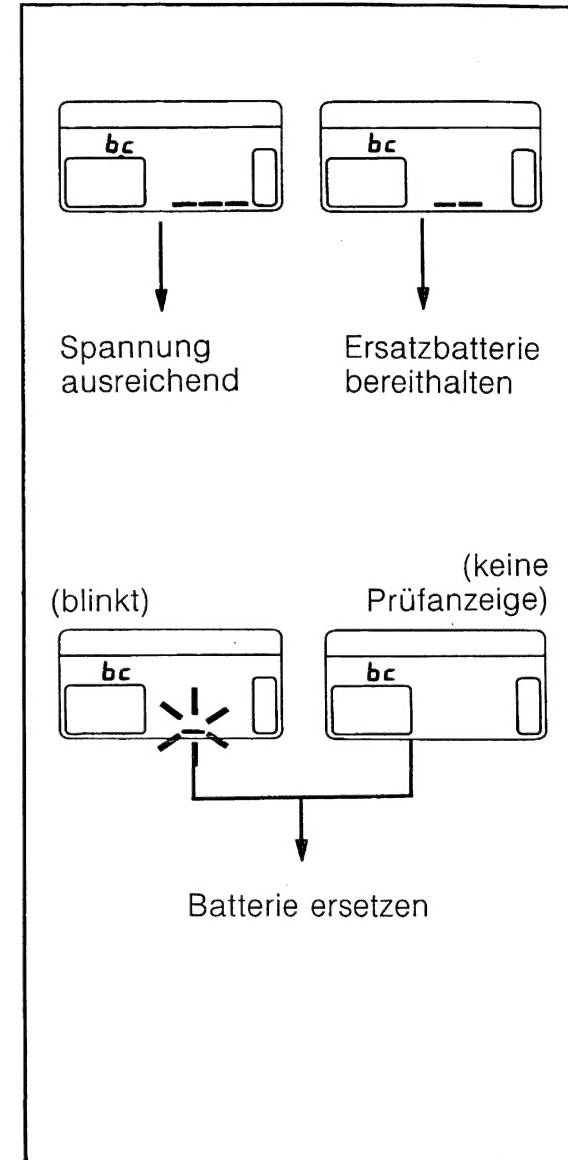 bc
bc
Spannung
ausreichend
Ersatzbatterie
bereithalten
(blinkt)
(keine
Prüfanzeige)
bc
bc
Batterie ersetzen